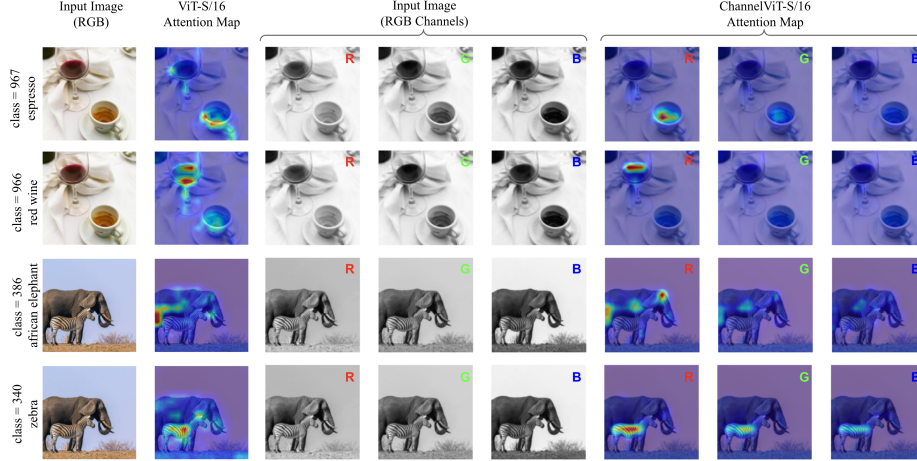 Input Image
(RGB)
ViT-S/16
Attention Map
Input Image
(RGB Channels)
ChannelViT-S/16
Attention Map
class = 967
espresso
R
G
B
R
G
B
class = 966
red wine
R
G
B
R
G
B
class = 386
african elephant
R
G
B
R
G
B
class = 340
zebra
R
G
B
R
G
B